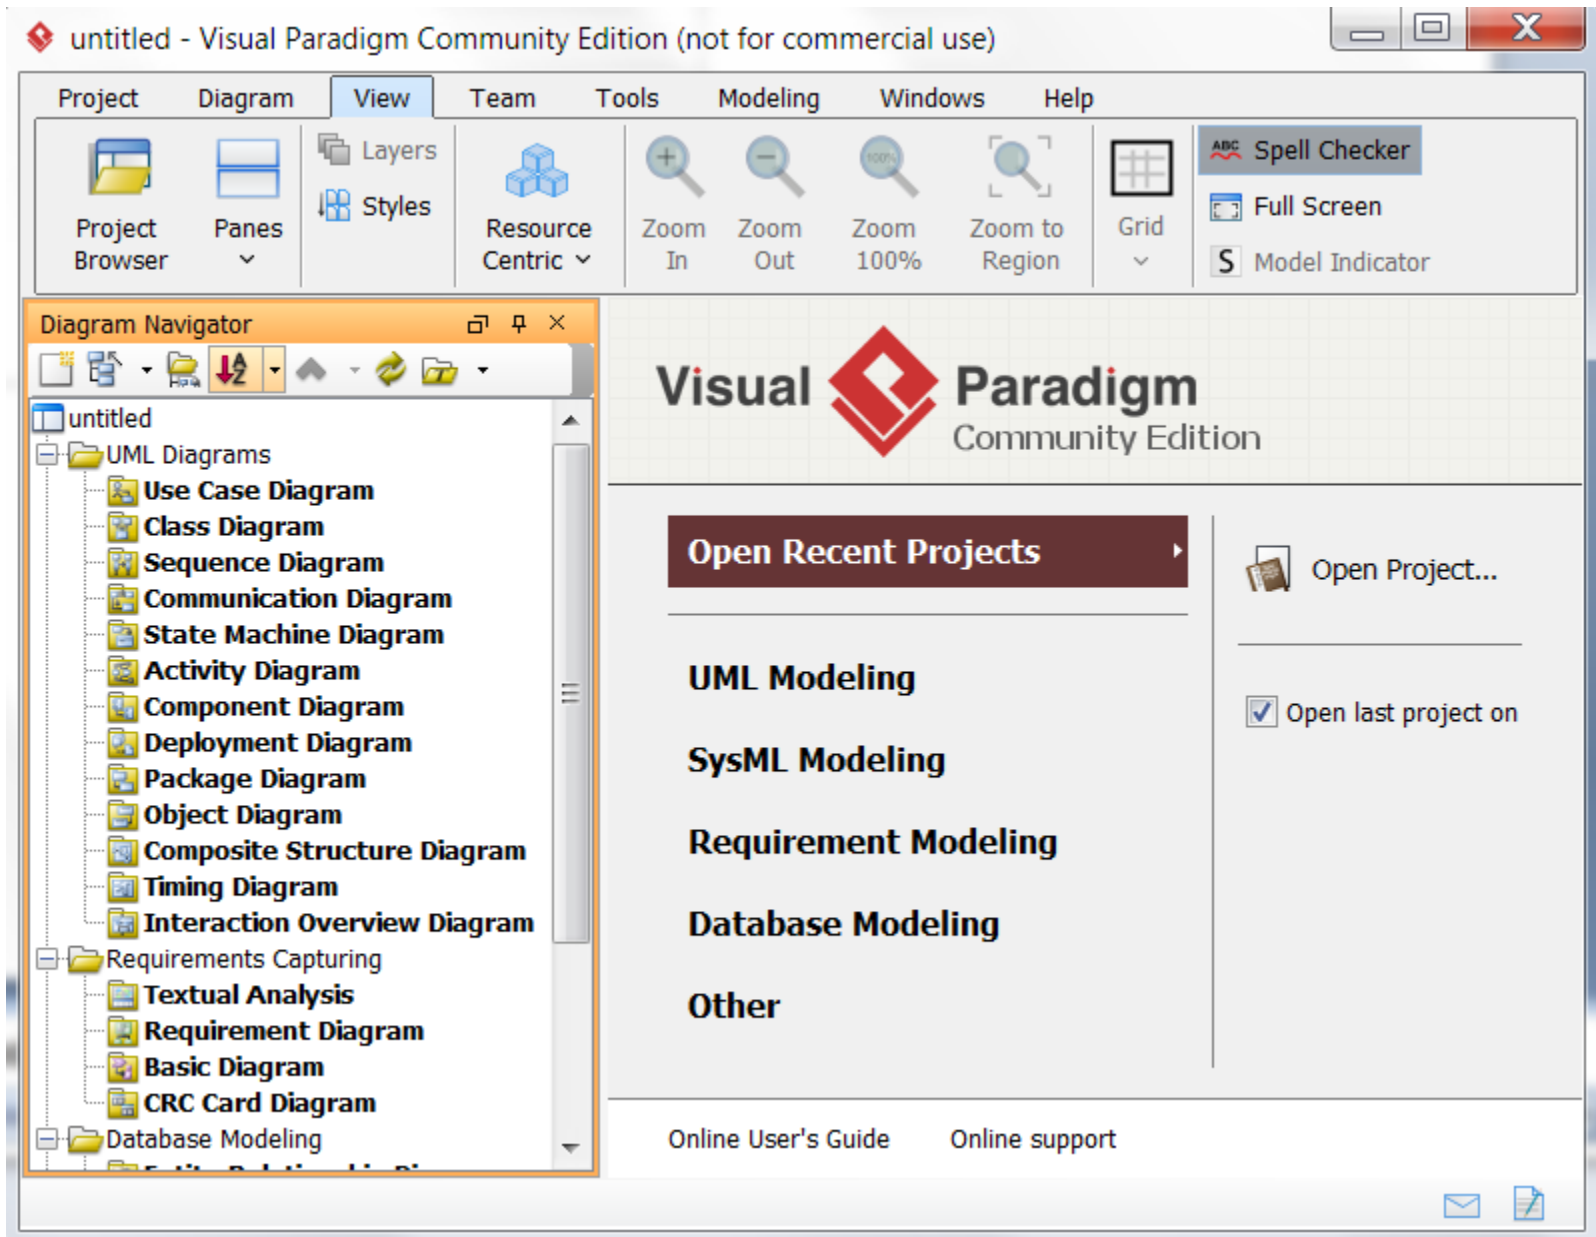 untitled - Visual Paradigm Community Edition (not for commercial use)
Project Diagram View Team Tools Modeling Windows Help
Project Browser
Panes
Layers
Styles
Resource Centric
Zoom In
Zoom Out
100%
Zoom 100%
Zoom to Region
Grid
ABC Spell Checker
Full Screen
S Model Indicator
Diagram Navigator
untitled
UML Diagrams
Use Case Diagram
Class Diagram
Sequence Diagram
Communication Diagram
State Machine Diagram
Activity Diagram
Component Diagram
Deployment Diagram
Package Diagram
Object Diagram
Composite Structure Diagram
Timing Diagram
Interaction Overview Diagram
Requirements Capturing
Textual Analysis
Requirement Diagram
Basic Diagram
CRC Card Diagram
Database Modeling
Visual Paradigm
Community Edition
Open Recent Projects
UML Modeling
SysML Modeling
Requirement Modeling
Database Modeling
Other
Open Project...
Open last project on
Online User's Guide
Online support